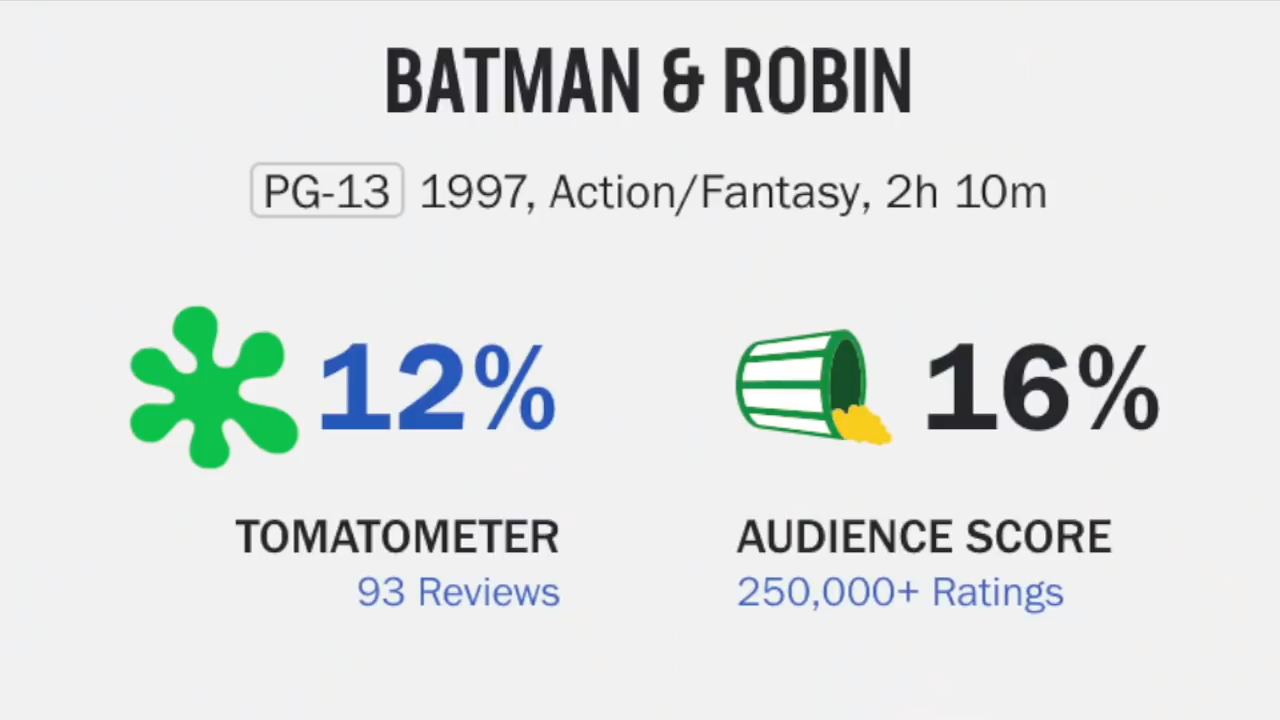 BATMAN & ROBIN
PG-13 1997, Action/Fantasy, 2h 10m
12% 16%
TOMATOMETER AUDIENCE SCORE
93 Reviews 250,000+ Ratings